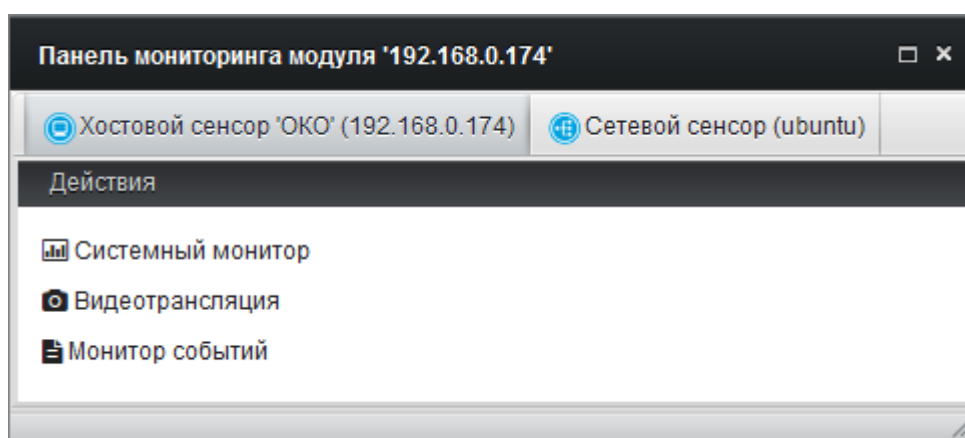 Панель мониторинга модуля '192.168.0.174'
Хостовой сенсор 'ОКО' (192.168.0.174) Сетевой сенсор (ubuntu)
Действия
Системный монитор
Видеотрансляция
Монитор событий